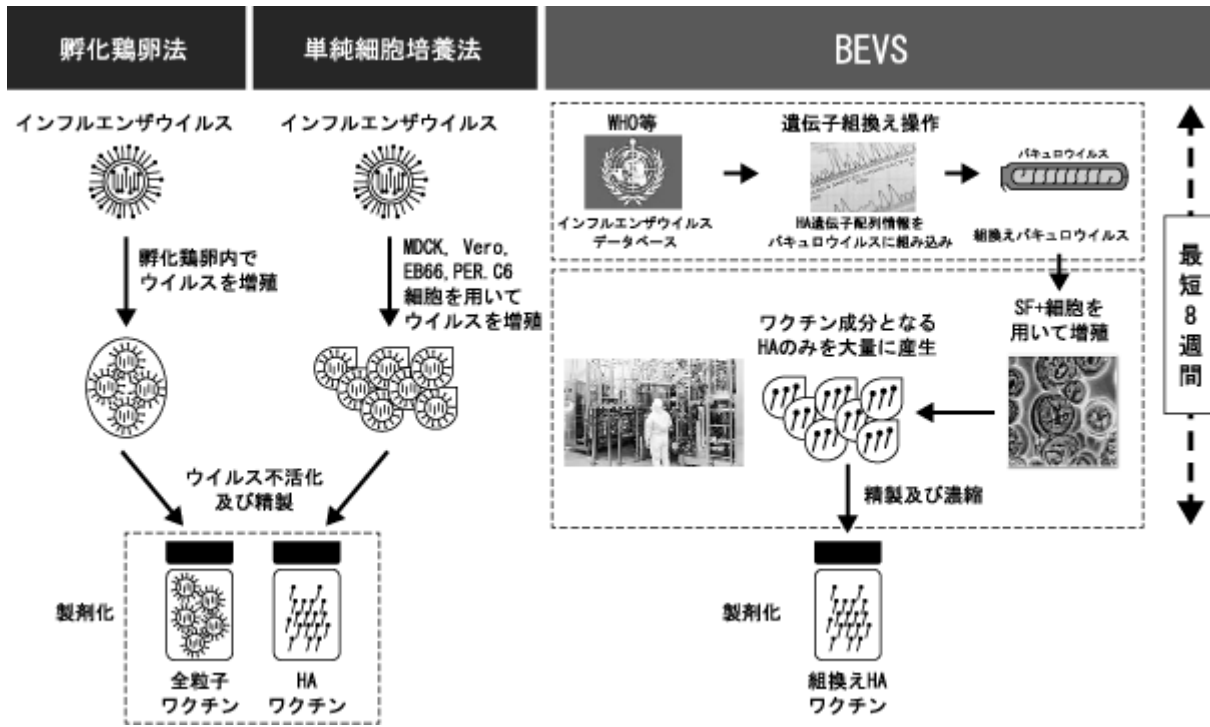 孵化鶏卵法
単純細胞培養法
BEVS
インフルエンザウイルス
孵化鶏卵内で
ウイルスを増殖
インフルエンザウイルス
MDCK, Vero,
EB66,PER.C6
細胞を用いて
ウイルスを増殖
ウイルス不活化
及び精製
製剤化
全粒子
ワクチン
HA
ワクチン
WHO等
インフルエンザウイルス
データベース
遺伝子組換え操作
HA遺伝子配列情報を
バキュロウイルスに組み込み
バキュロウイルス
組換えバキュロウイルス
SF+細胞を
用いて増殖
ワクチン成分となる
HAのみを大量に産生
精製及び濃縮
製剤化
組換えHA
ワクチン
最短8週間